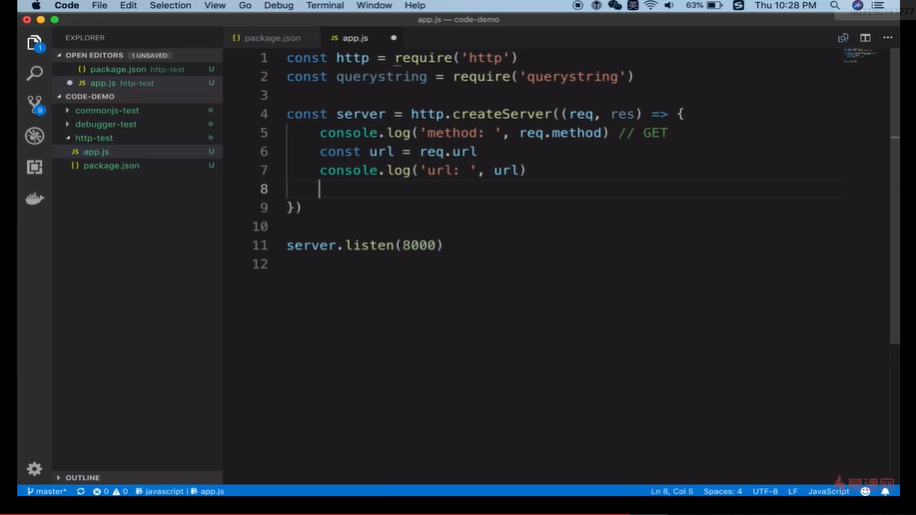 Code File Edit Selection View Go Debug Terminal Window Help
63% Thu 10:28 PM
app.js — code-demo
EXPLORER
OPEN EDITORS 1 UNSAVED
{} package.json http-test U
JS app.js http-test U
CODE-DEMO
commonjs-test
debugger-test
http-test
JS app.js U
{} package.json U
OUTLINE
1
9
{} package.json
JS app.js
1 const http = require('http')
2 const querystring = require('querystring')
3
4 const server = http.createServer((req, res) => {
5 console.log('method: ', req.method) // GET
6 const url = req.url
7 console.log('url: ', url)
8
9 })
10
11 server.listen(8000)
12
master* 0 0 javascript | app.js
Ln 8, Col 5 Spaces: 4 UTF-8 LF JavaScript
慕课网